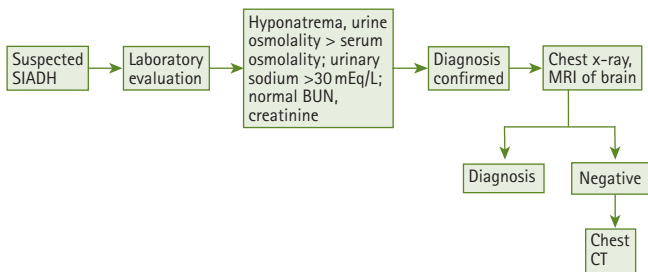 Suspected
SIADH
Laboratory
evaluation
Hyponatrema, urine
osmolality > serum
osmolality; urinary
sodium >30 mEq/L;
normal BUN,
creatinine
Diagnosis
confirmed
Chest x-ray,
MRI of brain
Diagnosis
Negative
Chest
CT